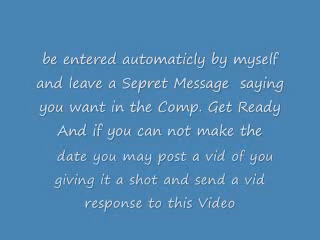 be entered automaticly by myself
and leave a Sepret Message saying
you want in the Comp. Get Ready
And if you can not make the
date you may post a vid of you
giving it a shot and send a vid
response to this Video